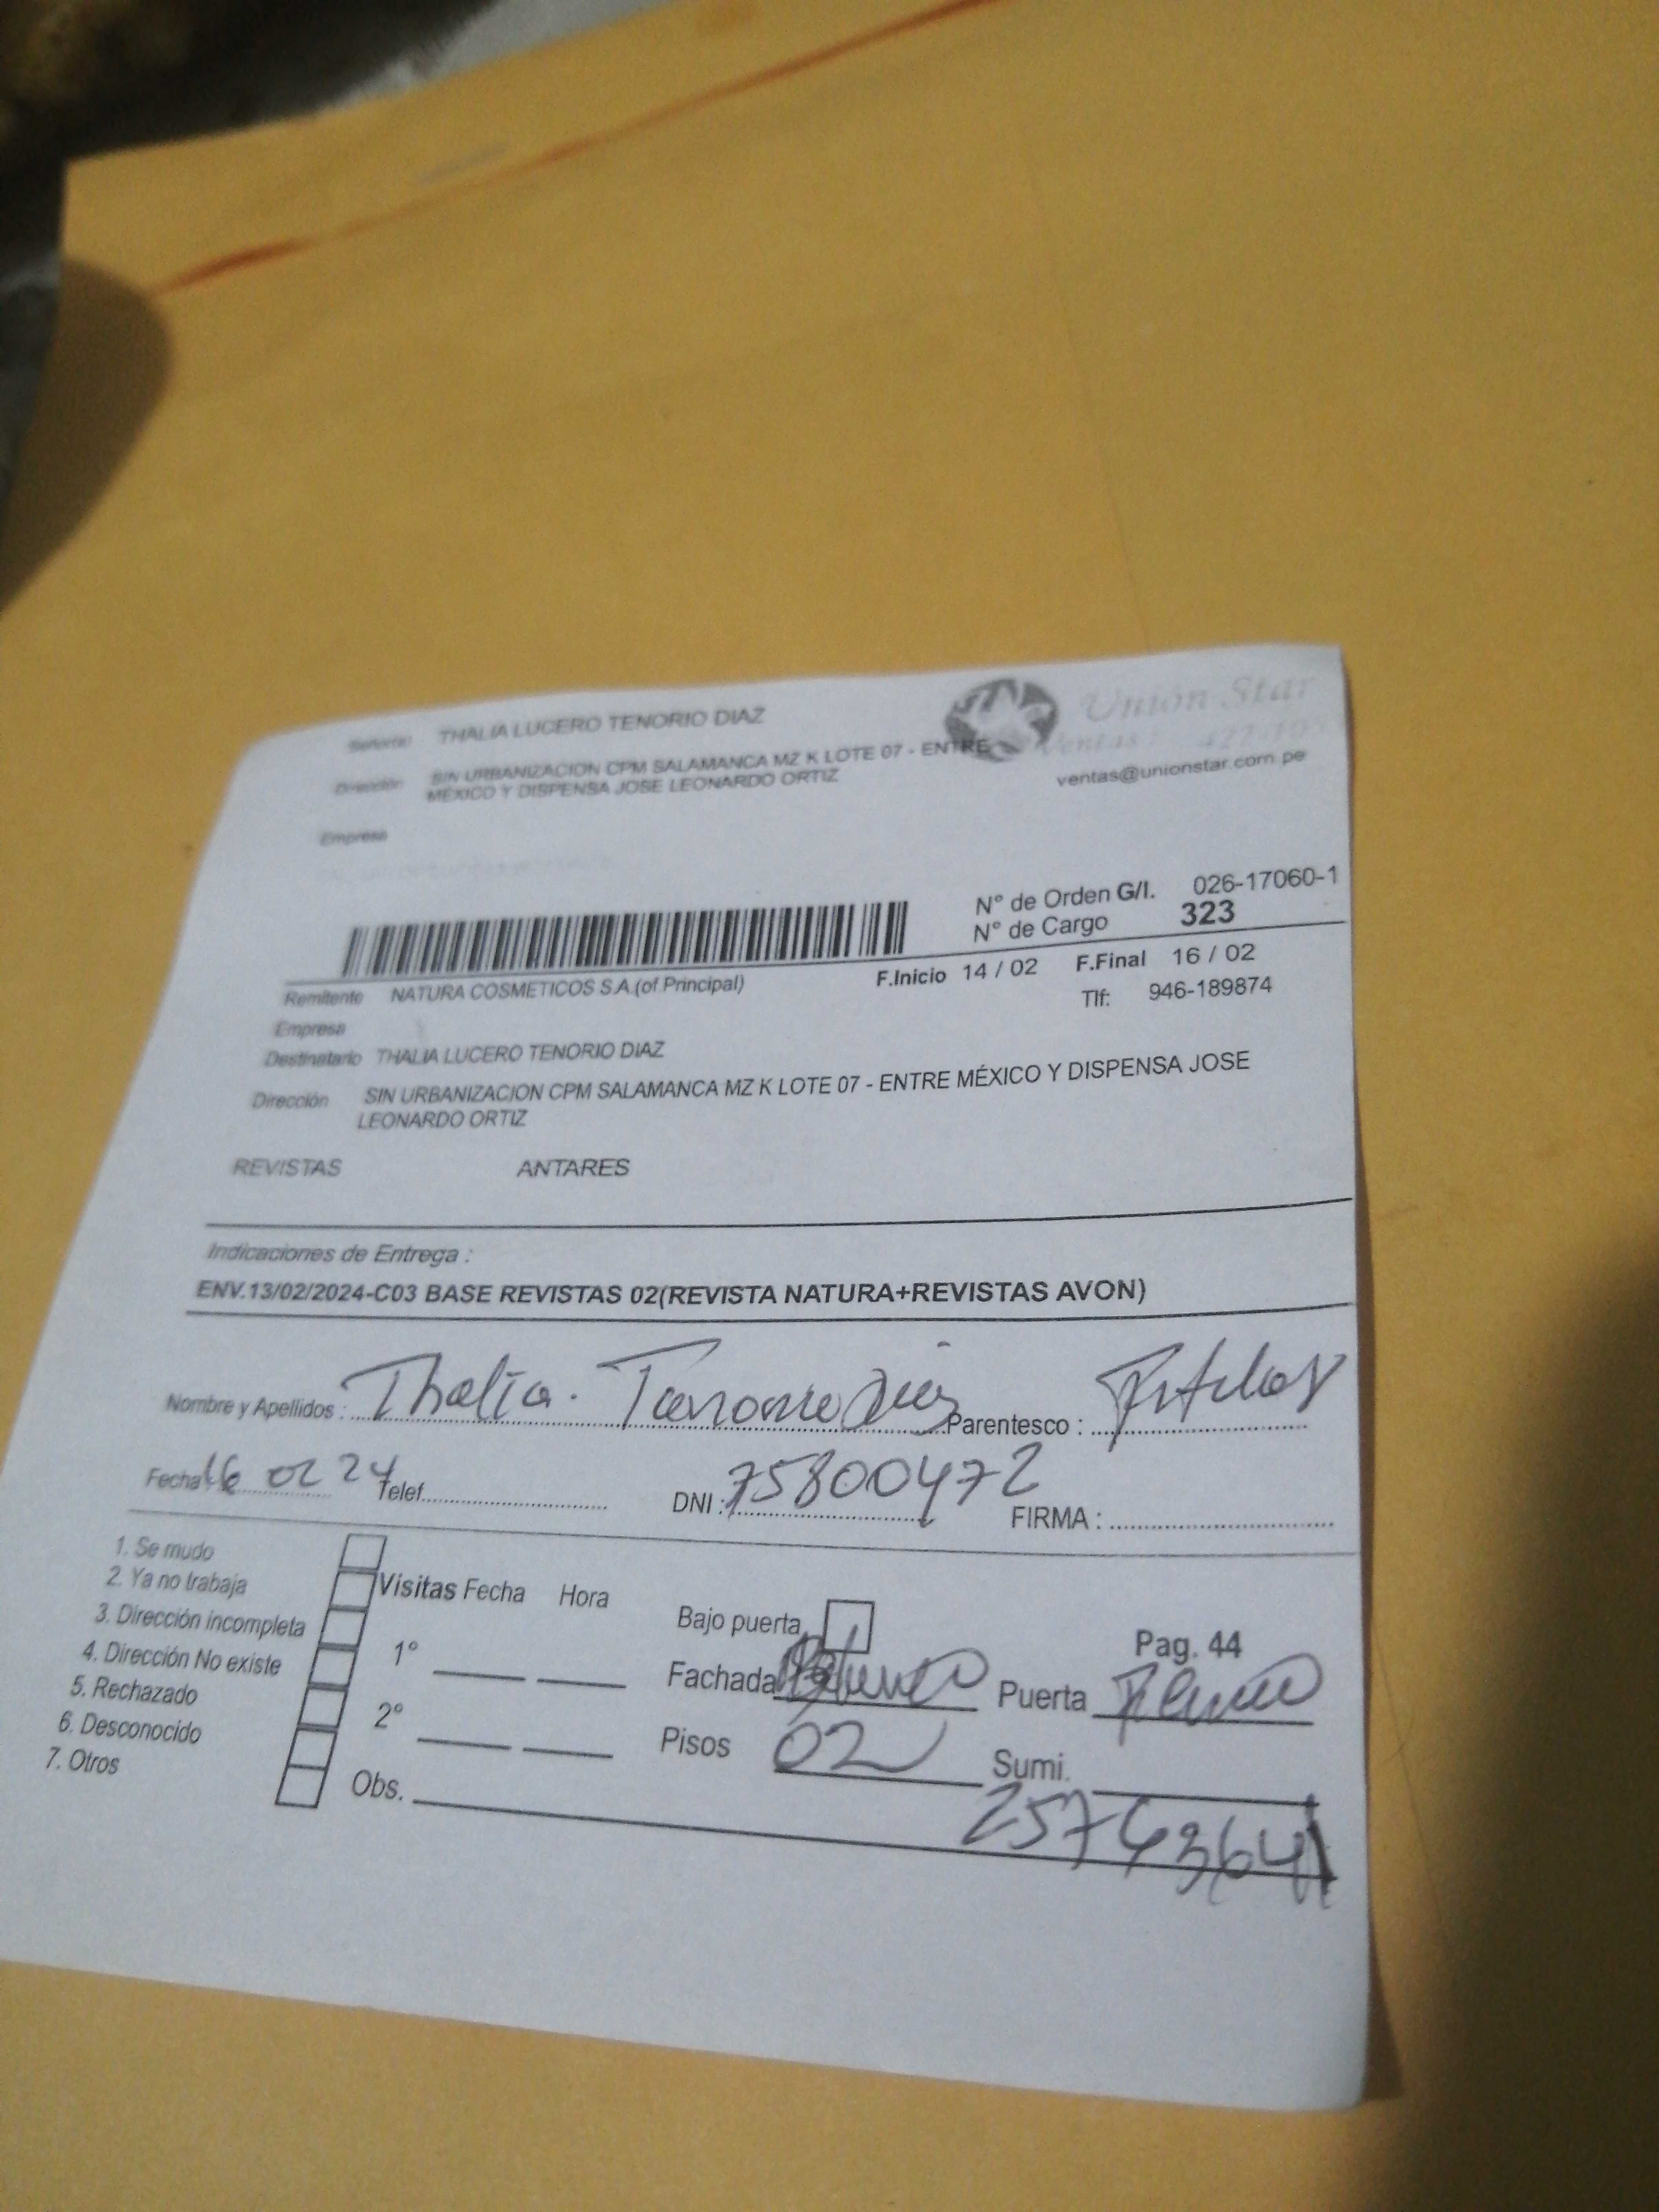 Señor(a) THALIA LUCERO TENORIO DIAZ
Unión Star
Dirección SIN URBANIZACION CPM SALAMANCA MZ K LOTE 07 - ENTRE
MÉXICO Y DISPENSA JOSE LEONARDO ORTIZ
Ventas:
ventas@unionstar.com.pe
Empresa
N° de Orden G/I. 026-17060-1
N° de Cargo 323
Remitente NATURA COSMETICOS S.A (of Principal)
F.Inicio 14 / 02 F.Final 16 / 02
Tlf: 946-189874
Empresa
Destinatario THALIA LUCERO TENORIO DIAZ
Dirección SIN URBANIZACION CPM SALAMANCA MZ K LOTE 07 - ENTRE MÉXICO Y DISPENSA JOSE
LEONARDO ORTIZ
REVISTAS ANTARES
Indicaciones de Entrega :
ENV.13/02/2024-C03 BASE REVISTAS 02(REVISTA NATURA+REVISTAS AVON)
Nombre y Apellidos : Thalia. Tenorio Diaz Parentesco :
Fecha 16 02 24 Telef. DNI : 75800472 FIRMA :
1. Se mudo
2. Ya no trabaja
3. Dirección incompleta
4. Dirección No existe
5. Rechazado
6. Desconocido
7. Otros
Visitas Fecha Hora
1°
2°
Obs.
Bajo puerta
Pag. 44
Fachada Puerta
Pisos 02 Sumi.
25743641